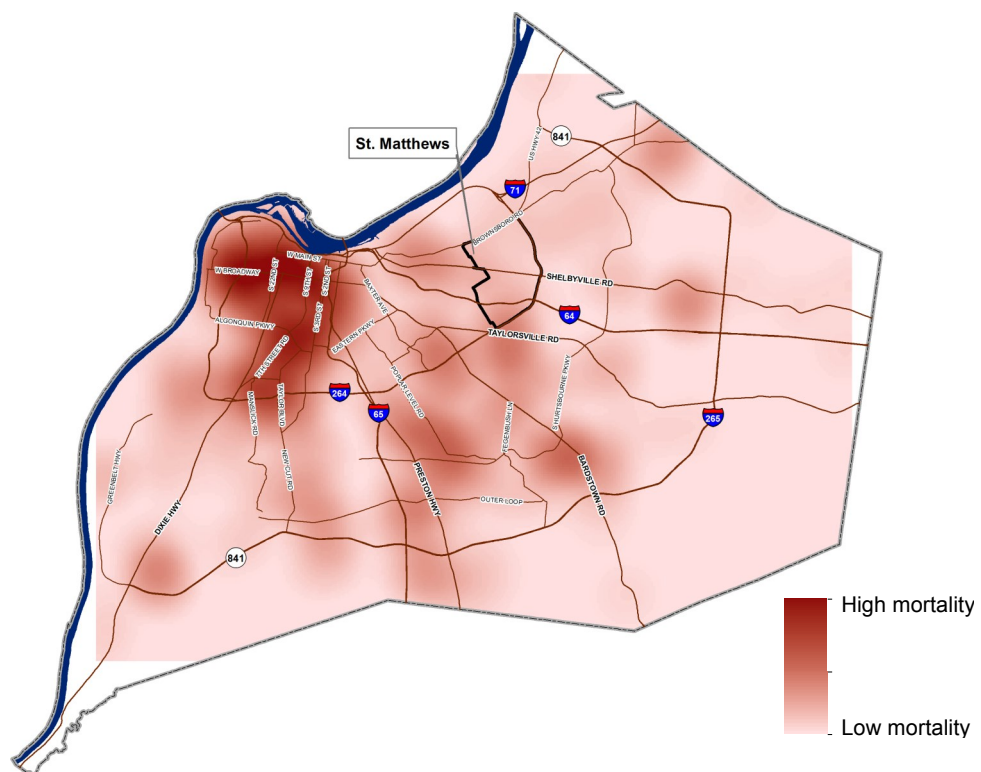 US HWY 42
841
St. Matthews
71
BROWNSBORO RD
W MAIN ST
W BROADWAY
S 22ND ST
S 9TH ST
S 2ND ST
SHELBYVILLE RD
BAXTER AVE
S 3RD ST
64
ALGONQUIN PKWY
EASTERN PKWY
TAYLORSVILLE RD
7TH STREET RD
POPLAR LEVEL RD
S HURSTBOURNE PKWY
264
65
MANSLICK RD
TAYLOR BLVD
FEGENBUSH LN
265
GREENBELT HWY
NEW CUT RD
PRESTON HWY
BARDSTOWN RD
DIXIE HWY
OUTER LOOP
841
High mortality
Low mortality